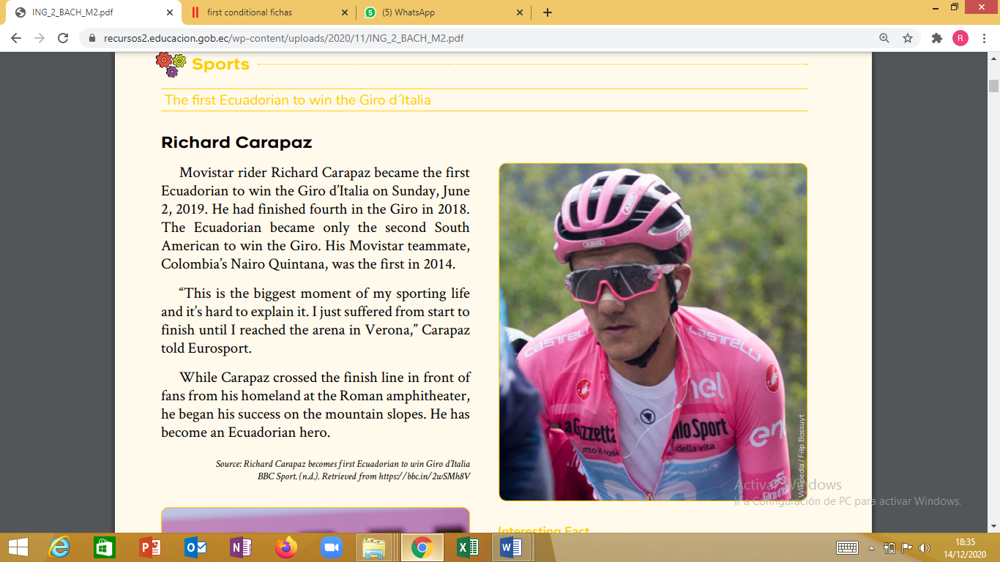 ING_2_BACH_M2.pdf
first conditional fichas
(5) WhatsApp
recursos2.educacion.gob.ec/wp-content/uploads/2020/11/ING_2_BACH_M2.pdf
R
Sports
The first Ecuadorian to win the Giro d´Italia
Richard Carapaz
Movistar rider Richard Carapaz became the first
Ecuadorian to win the Giro d’Italia on Sunday, June
2, 2019. He had finished fourth in the Giro in 2018.
The Ecuadorian became only the second South
American to win the Giro. His Movistar teammate,
Colombia’s Nairo Quintana, was the first in 2014.
“This is the biggest moment of my sporting life
and it’s hard to explain it. I just suffered from start to
finish until I reached the arena in Verona,” Carapaz
told Eurosport.
While Carapaz crossed the finish line in front of
fans from his homeland at the Roman amphitheater,
he began his success on the mountain slopes. He has
become an Ecuadorian hero.
Source: Richard Carapaz becomes first Ecuadorian to win Giro d’Italia
BBC Sport. (n.d.). Retrieved from https://bbc.in/2wSMh8V
ABUS
CASTELLI
CASTELLI
enel
La Gazzetta dello Sport
tutto il rosa della vita
Wikipedia / Filip Bossuyt
Activar Windows
Ir a Configuración de PC para activar Windows.
Interesting Fact
18:35
14/12/2020